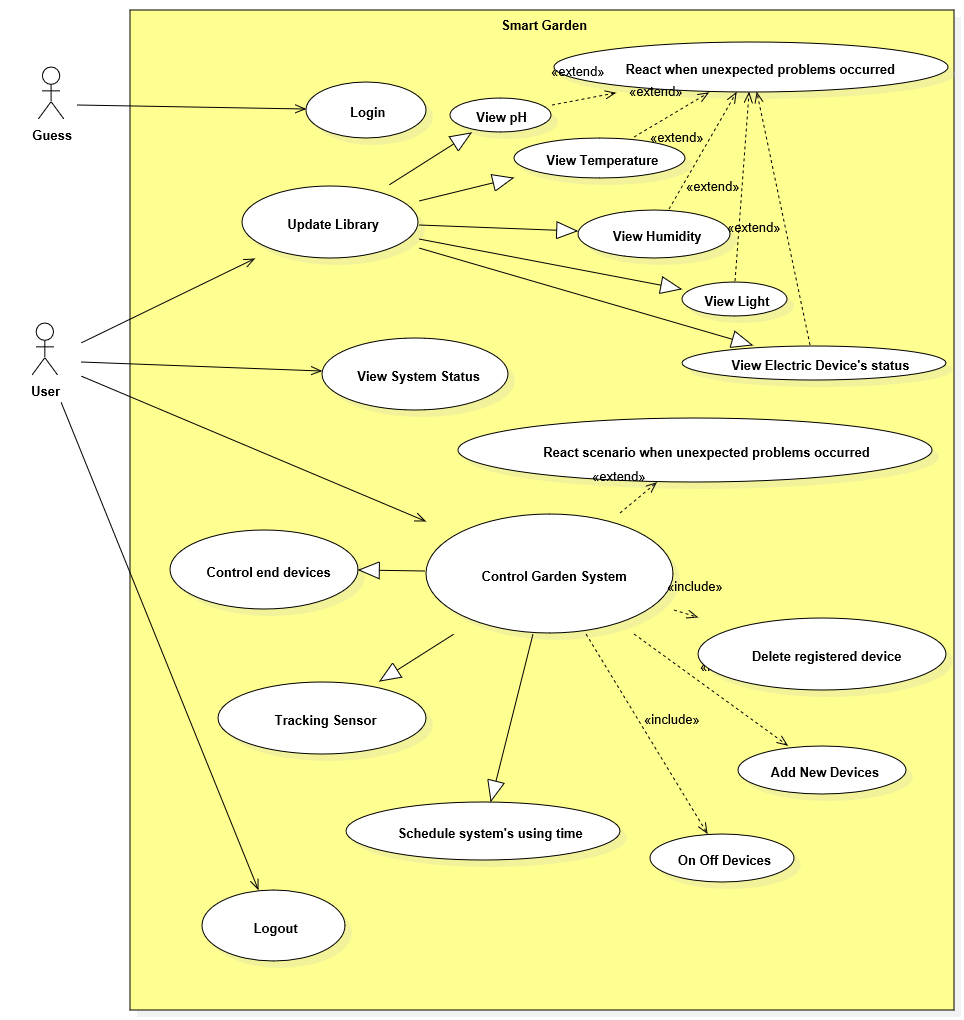 Smart Garden
«extend»
React when unexpected problems occurred
«extend»
Login
View pH
Guess
«extend»
View Temperature
«extend»
Update Library
«extend»
View Humidity
View Light
View Electric Device's status
View System Status
User
React scenario when unexpected problems occurred
«extend»
Control end devices
Control Garden System
«include»
Delete registered device
Tracking Sensor
«include»
Add New Devices
Schedule system's using time
On Off Devices
Logout